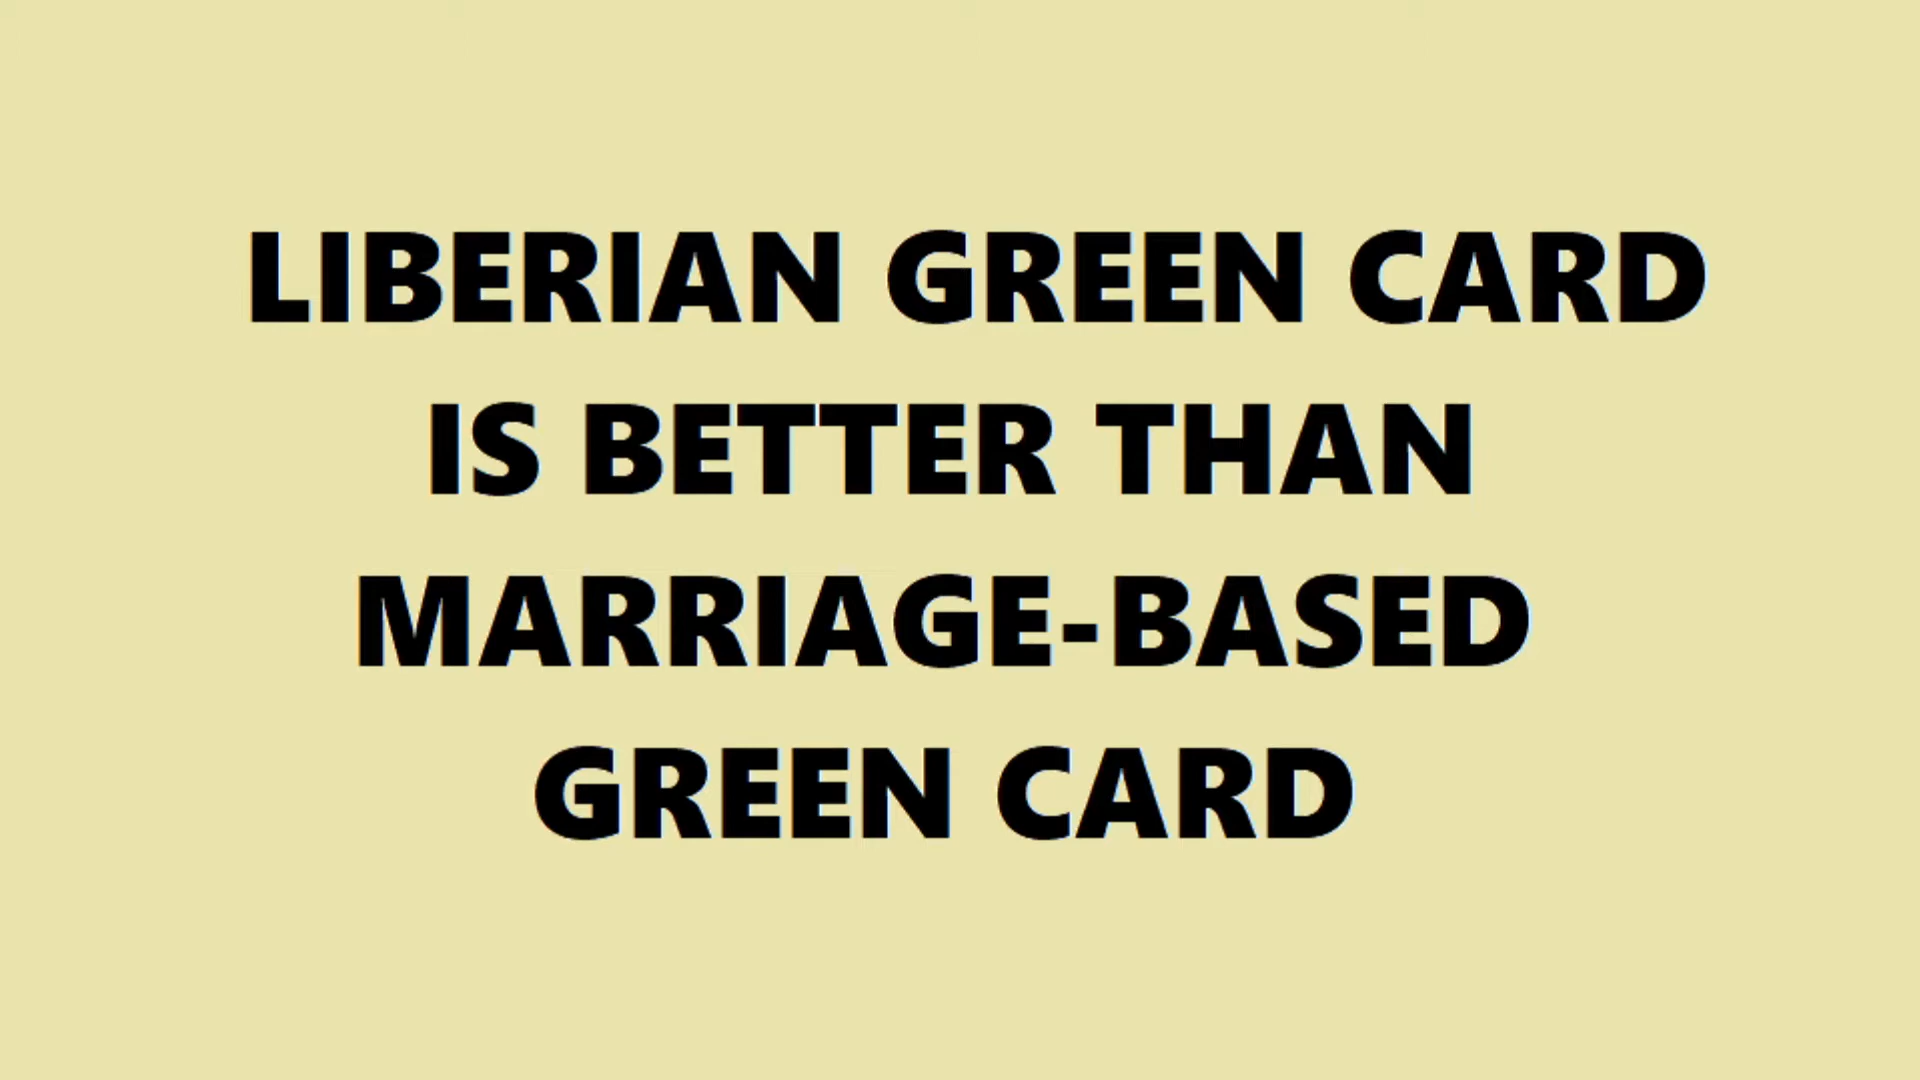 LIBERIAN GREEN CARD
IS BETTER THAN
MARRIAGE-BASED
GREEN CARD